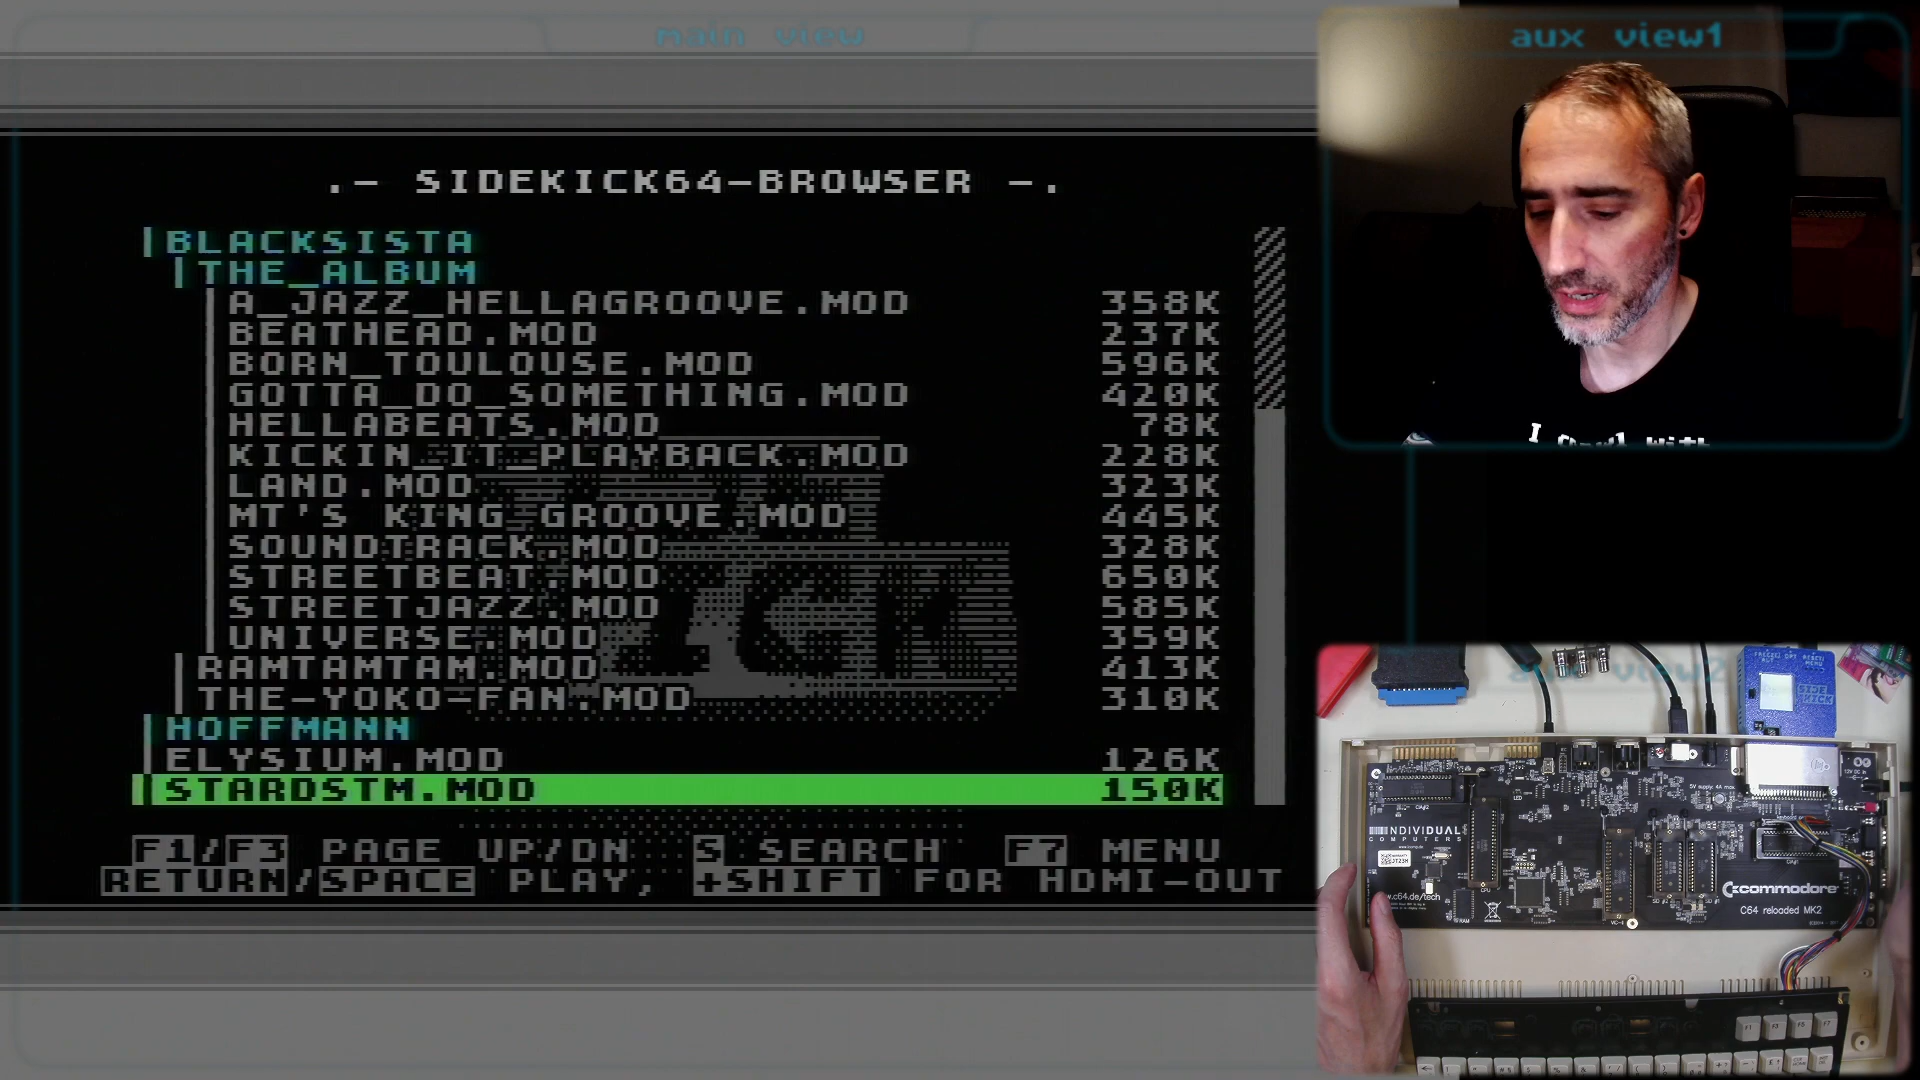 main view
aux view1
.- SIDEKICK64-BROWSER -.
BLACKSISTA
THE_ALBUM
A_JAZZ_HELLAGROOVE.MOD 358K
BEATHEAD.MOD 237K
BORN_TOULOUSE.MOD 596K
GOTTA_DO_SOMETHING.MOD 420K
HELLABEATS.MOD 78K
KICKIN_IT_PLAYBACK.MOD 228K
LAND.MOD 323K
MT'S KING GROOVE.MOD 445K
SOUNDTRACK.MOD 328K
STREETBEAT.MOD 650K
STREETJAZZ.MOD 585K
UNIVERSE.MOD 359K
RAMTAMTAM.MOD 413K
THE-YOKO-FAN.MOD 310K
HOFFMANN
ELYSIUM.MOD 126K
STARDSTM.MOD 150K
F1/F3 PAGE UP/DN S SEARCH F7 MENU
RETURN/SPACE PLAY, +SHIFT FOR HDMI-OUT
aux view2
SIDE
KICK
INDIVIDUAL
COMPUTERS
commodore
C64 reloaded MK2